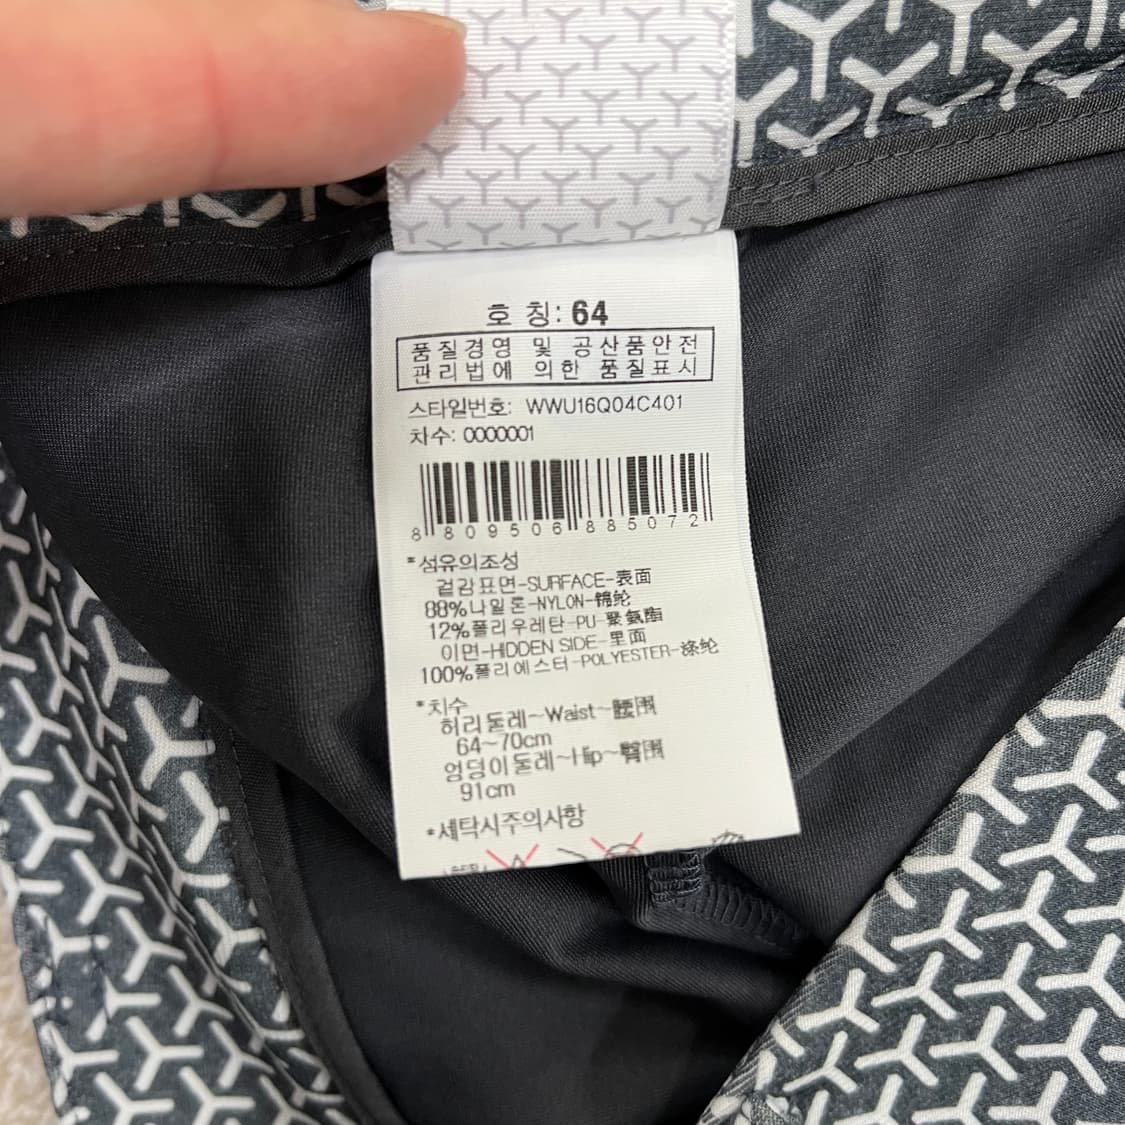 호 칭: 64
품질경영 및 공산품안전
관리법에 의한 품질표시
스타일번호: WWU16Q04C401
차수: 0000001
8 809506 885072
*섬유의조성
겉감표면-SURFACE-表面
88%나일론-NYLON-锦纶
12%폴리우레탄-PU-聚氨酯
이면-HIDDEN SIDE-里面
100%폴리에스터-POLYESTER-涤纶
*치수
허리둘레~Waist~腰围
64~70cm
엉덩이둘레~Hip~臀围
91cm
*세탁시주의사항